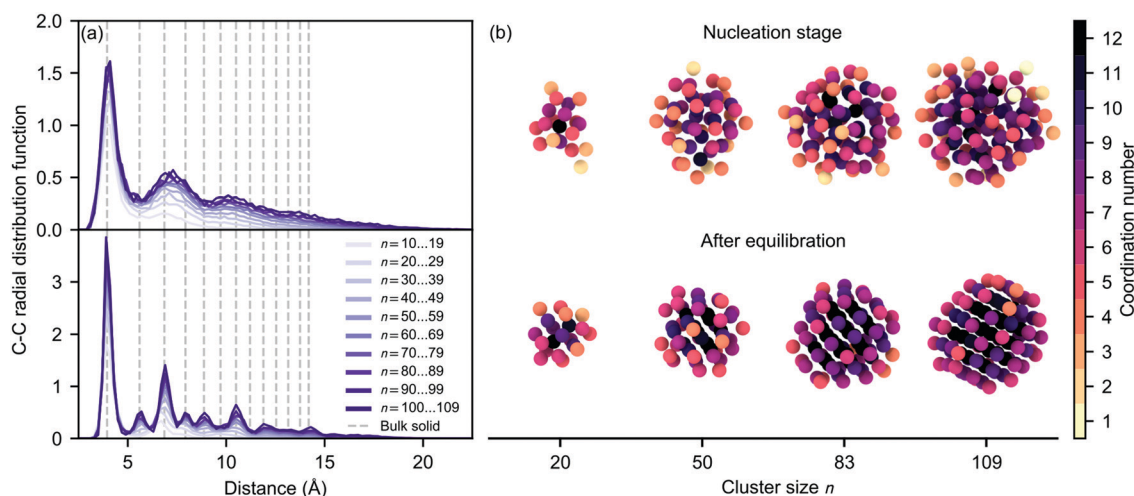 (a)
C-C radial distribution function
2.0
1.5
1.0
0.5
0.0
3
2
1
0
n = 10...19
n = 20...29
n = 30...39
n = 40...49
n = 50...59
n = 60...69
n = 70...79
n = 80...89
n = 90...99
n = 100...109
Bulk solid
5
10
15
20
Distance (Å)
(b)
Nucleation stage
After equilibration
20
50
83
109
Cluster size n
12
11
10
9
8
7
6
5
4
3
2
1
Coordination number